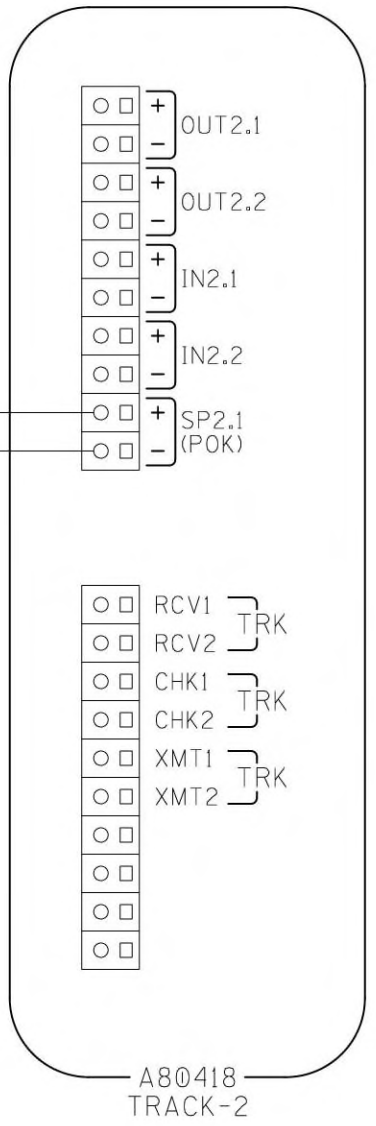 +
OUT2.1
−
+
OUT2.2
−
+
IN2.1
−
+
IN2.2
−
+
SP2.1
(POK)
−
RCV1
TRK
RCV2
CHK1
TRK
CHK2
XMT1
TRK
XMT2
A80418
TRACK-2